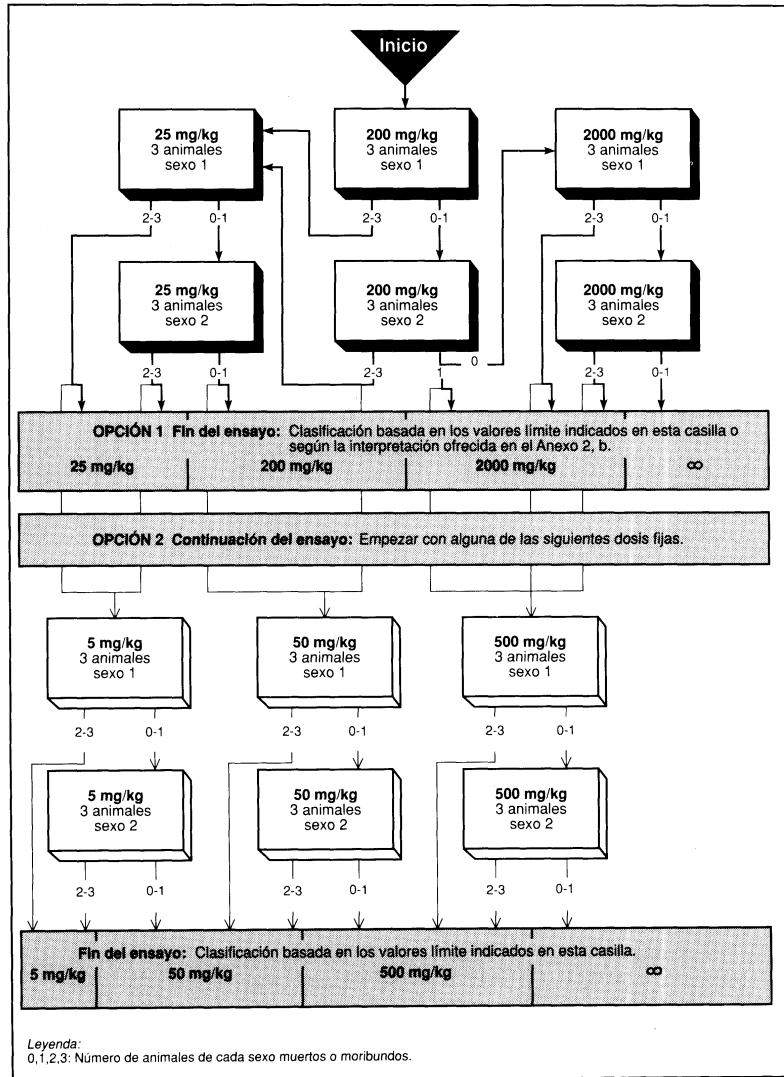 Inicio
25 mg/kg
3 animales
sexo 1
200 mg/kg
3 animales
sexo 1
2000 mg/kg
3 animales
sexo 1
2-3 0-1
2-3 0-1
2-3 0-1
25 mg/kg
3 animales
sexo 2
200 mg/kg
3 animales
sexo 2
2000 mg/kg
3 animales
sexo 2
0
2-3 0-1
2-3 1
2-3 0-1
OPCIÓN 1 Fin del ensayo: Clasificación basada en los valores límite indicados en esta casilla o
según la interpretación ofrecida en el Anexo 2, b.
25 mg/kg 200 mg/kg 2000 mg/kg ∞
OPCIÓN 2 Continuación del ensayo: Empezar con alguna de las siguientes dosis fijas.
5 mg/kg
3 animales
sexo 1
50 mg/kg
3 animales
sexo 1
500 mg/kg
3 animales
sexo 1
2-3 0-1
2-3 0-1
2-3 0-1
5 mg/kg
3 animales
sexo 2
50 mg/kg
3 animales
sexo 2
500 mg/kg
3 animales
sexo 2
2-3 0-1
2-3 0-1
2-3 0-1
Fin del ensayo: Clasificación basada en los valores límite indicados en esta casilla.
5 mg/kg 50 mg/kg 500 mg/kg ∞
Leyenda:
0,1,2,3: Número de animales de cada sexo muertos o moribundos.